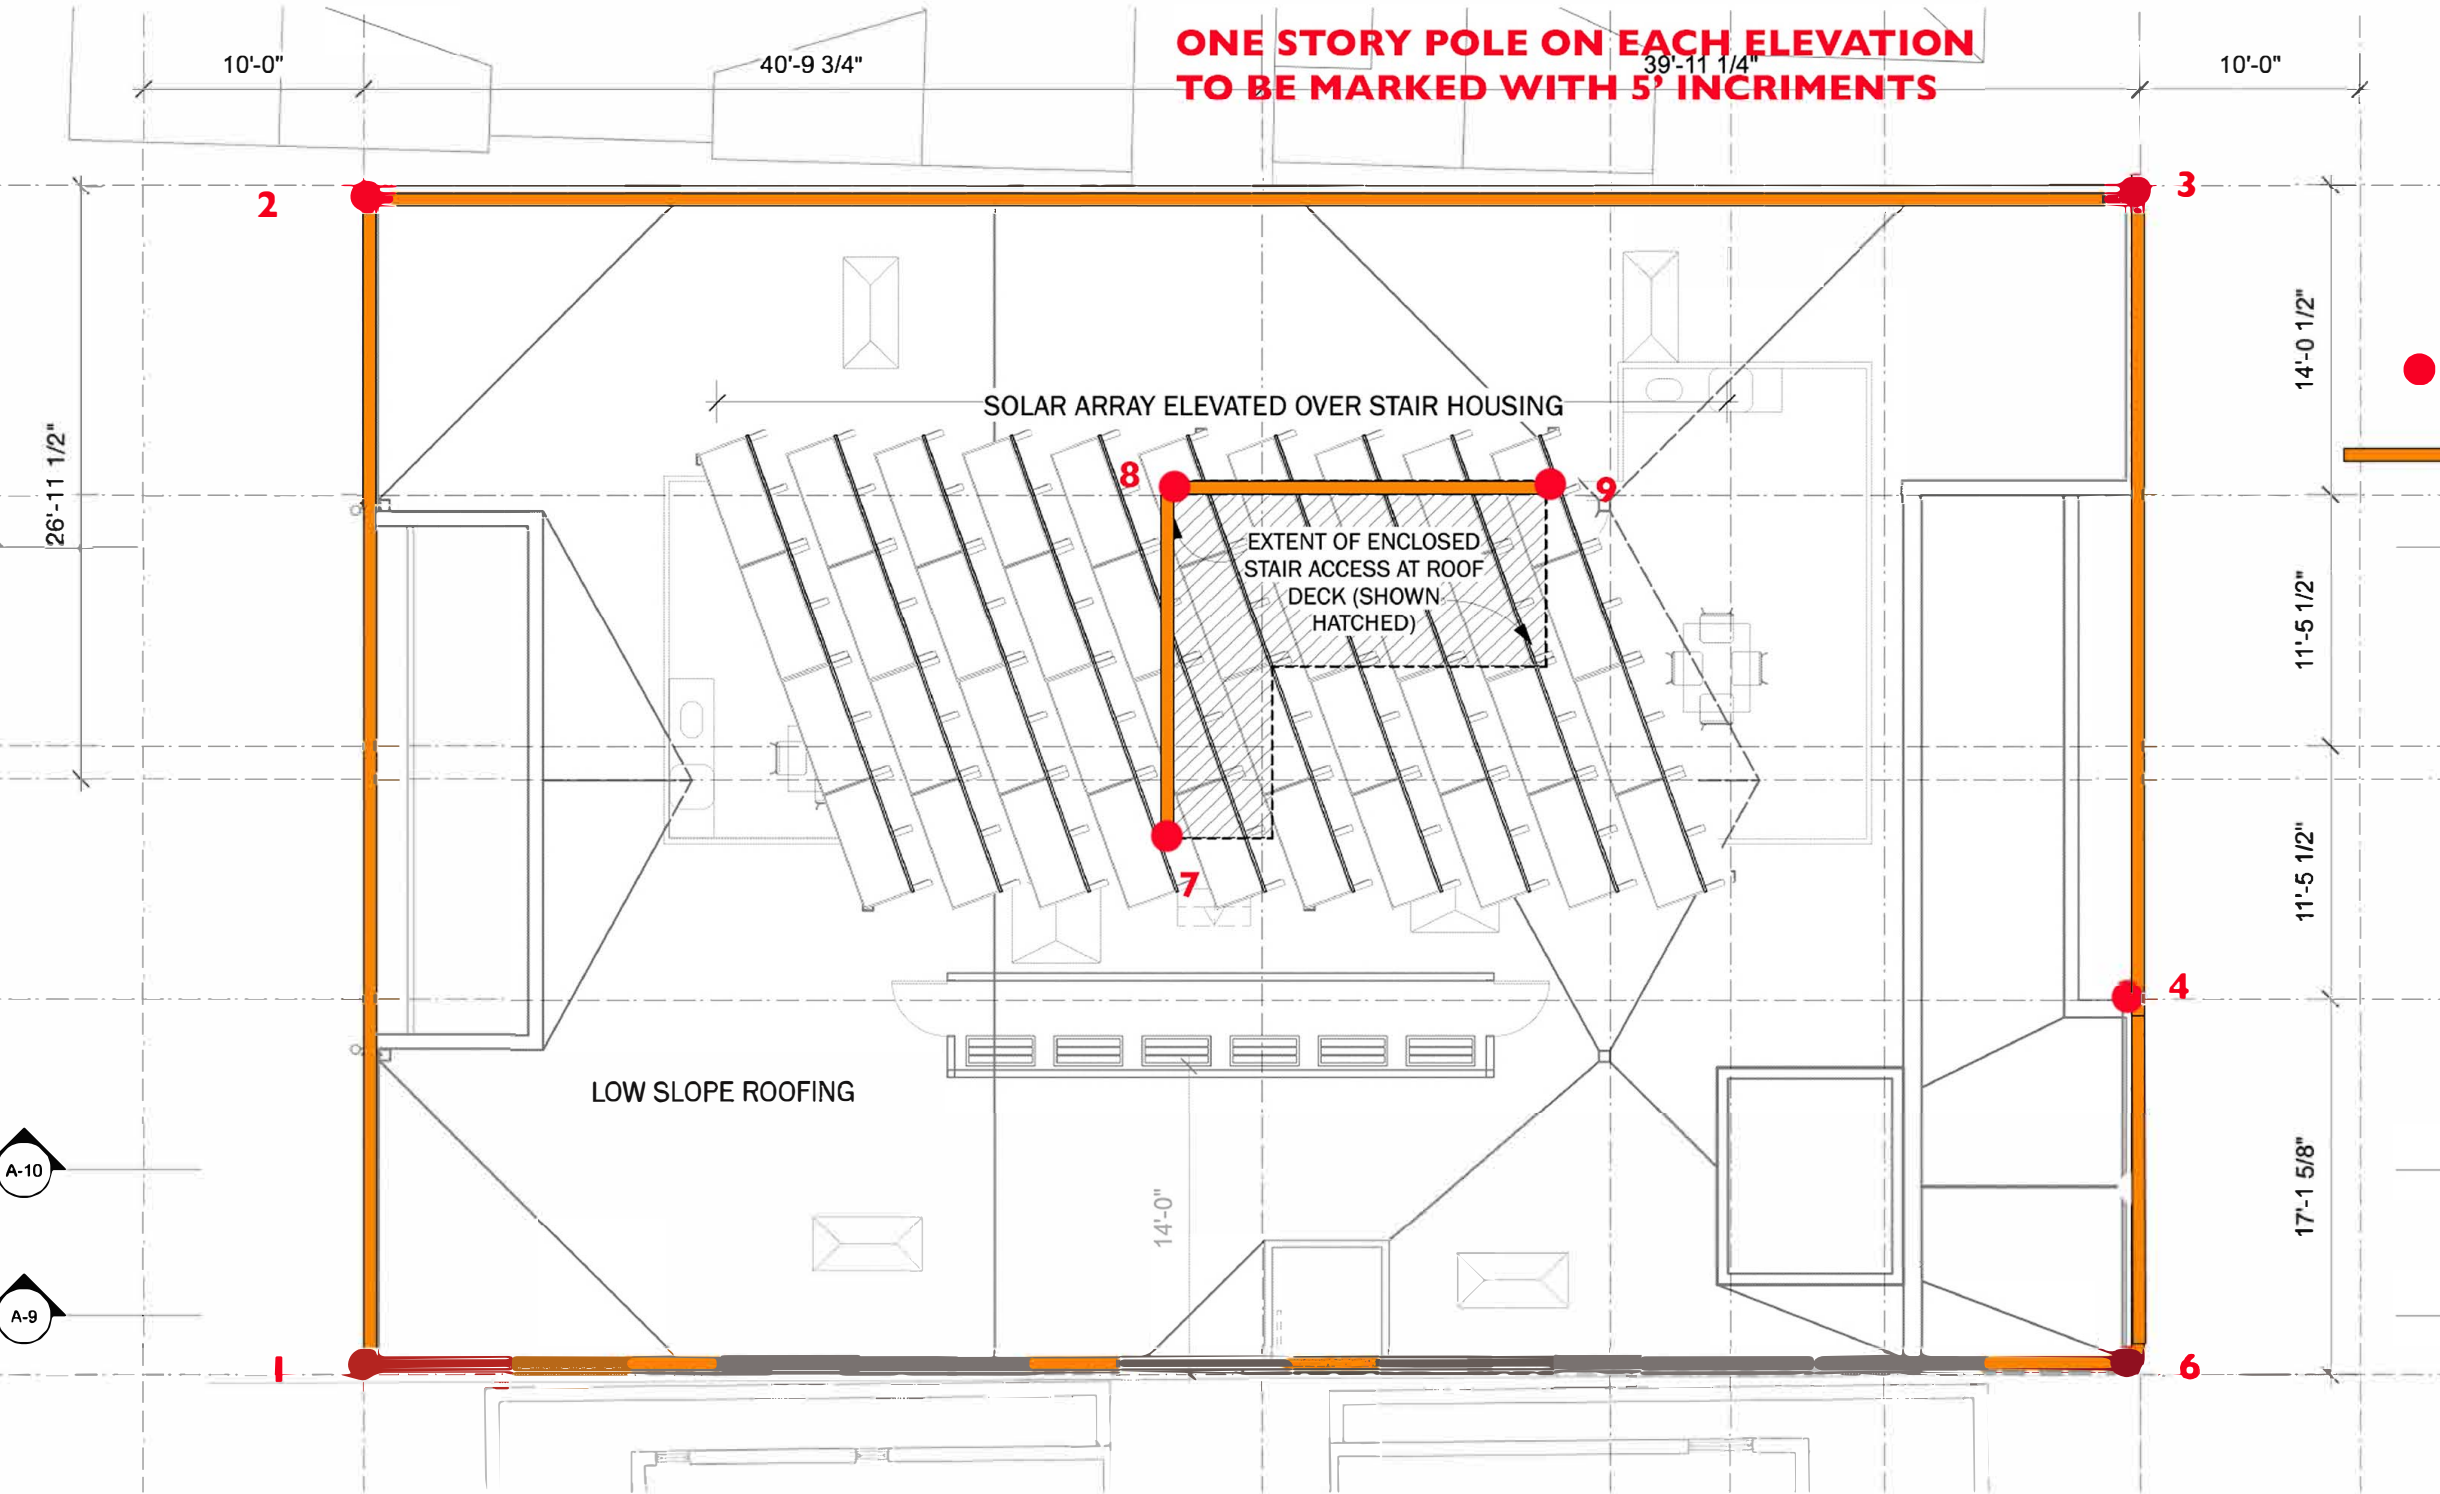 ONE STORY POLE ON EACH ELEVATION
TO BE MARKED WITH 5' INCRIMENTS
10'-0"
40'-9 3/4"
39'-11 1/4"
10'-0"
2
3
14'-0 1/2"
SOLAR ARRAY ELEVATED OVER STAIR HOUSING
26'-11 1/2"
8
9
EXTENT OF ENCLOSED
STAIR ACCESS AT ROOF
DECK (SHOWN
HATCHED)
11'-5 1/2"
7
11'-5 1/2"
4
LOW SLOPE ROOFING
A-10
14'-0"
17'-1 5/8"
A-9
1
6